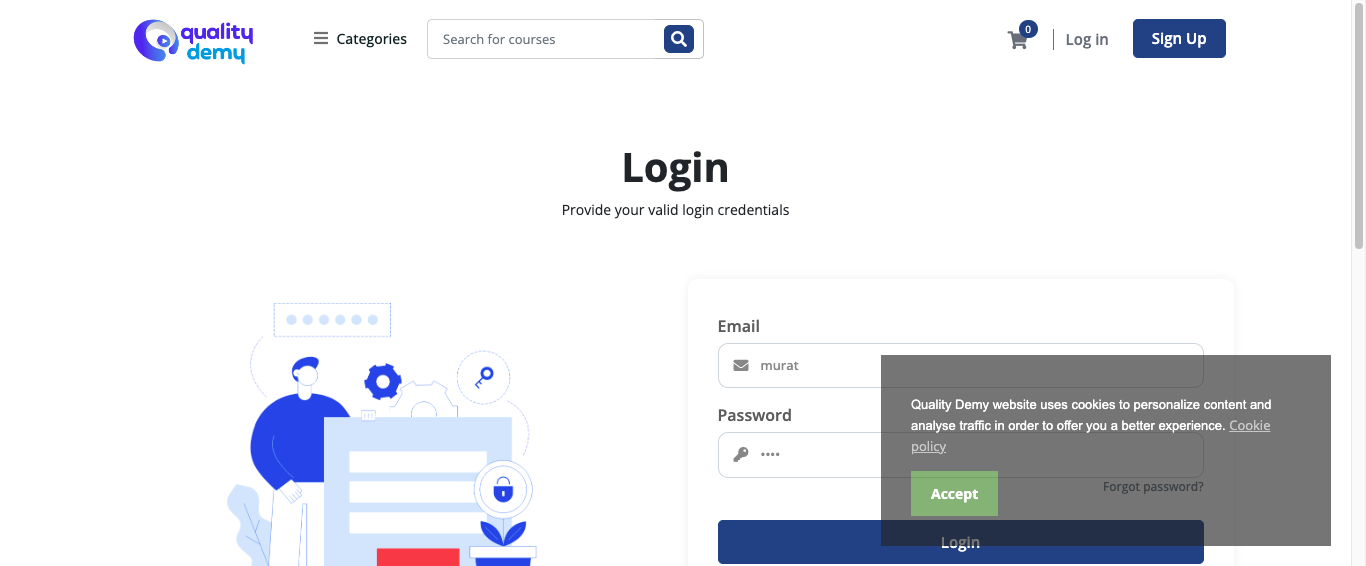 quality
demy
Categories
Search for courses
0
Log in
Sign Up
Login
Provide your valid login credentials
Email
murat
Password
••••
Quality Demy website uses cookies to personalize content and
analyse traffic in order to offer you a better experience. Cookie
policy
Accept
Forgot password?
Login